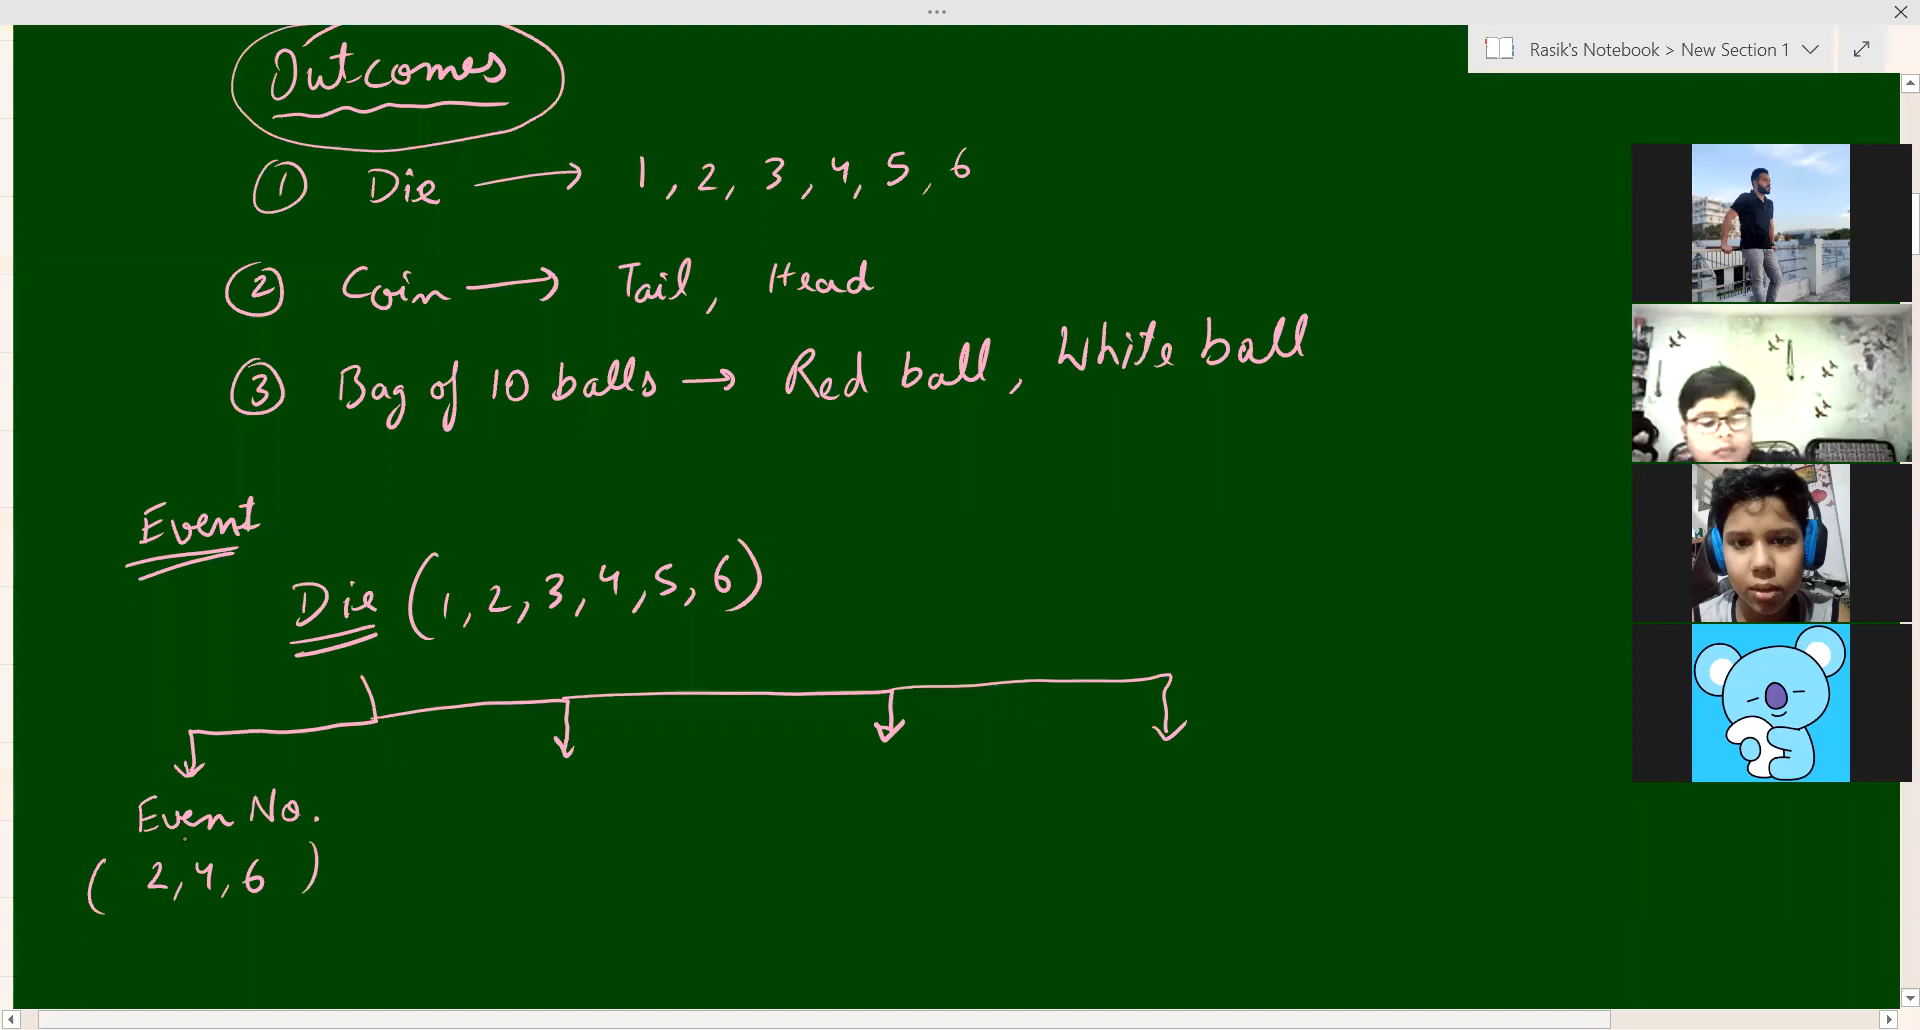 Rasik's Notebook > New Section 1
Outcomes
① Die → 1, 2, 3, 4, 5, 6
② Coin → Tail, Head
③ Bag of 10 balls → Red ball, White ball
Event
Die (1, 2, 3, 4, 5, 6)
Even No.
( 2, 4, 6 )